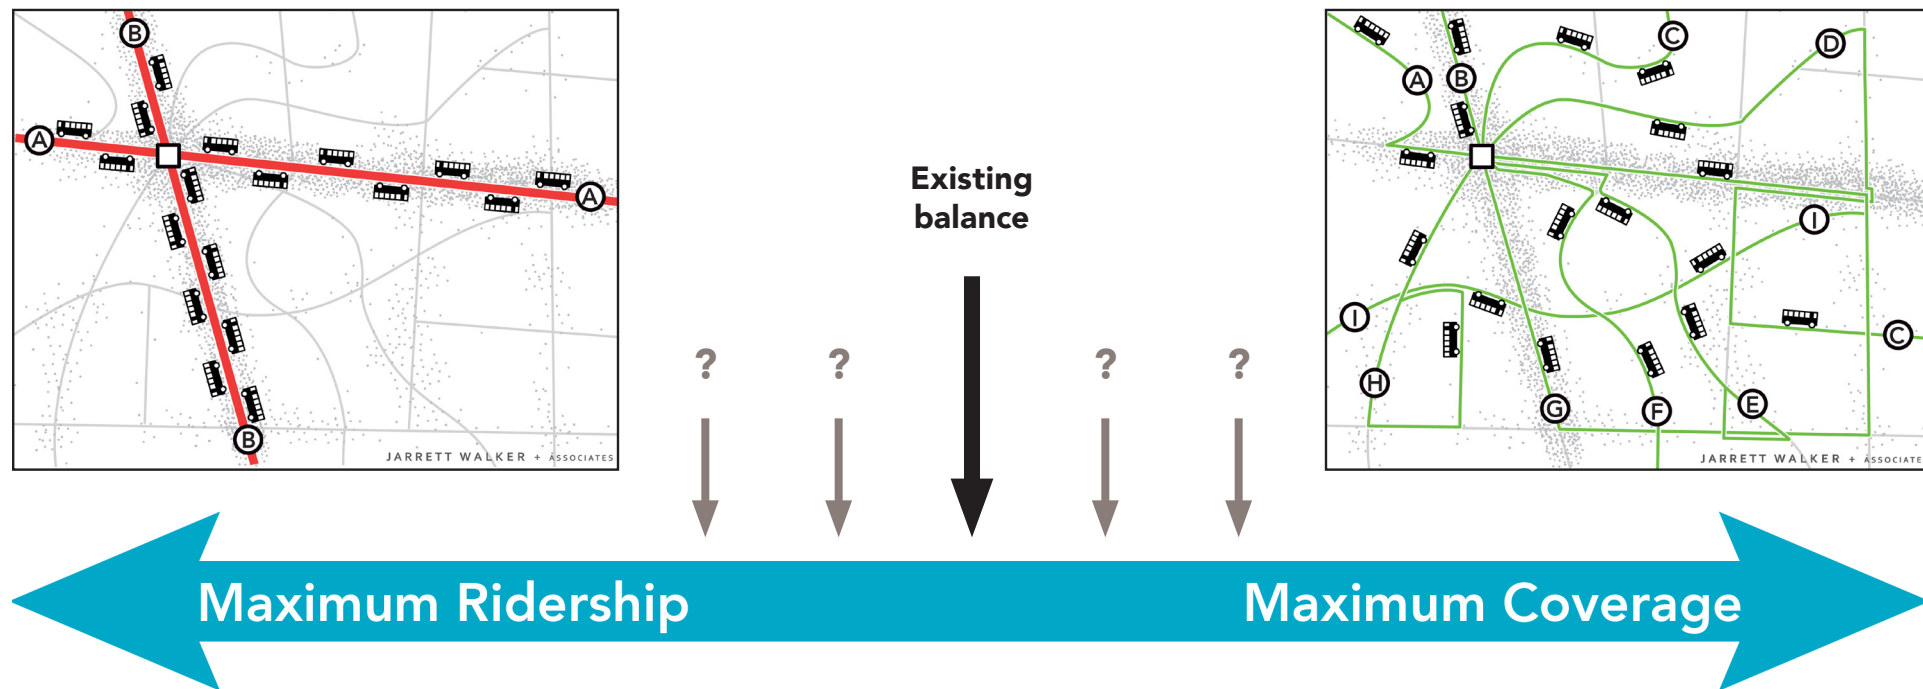 B
A
A
B
JARRETT WALKER + ASSOCIATES
Existing
balance
?
?
?
?
A
B
C
D
I
I
C
H
G
F
E
JARRETT WALKER + ASSOCIATE
Maximum Ridership
Maximum Coverage